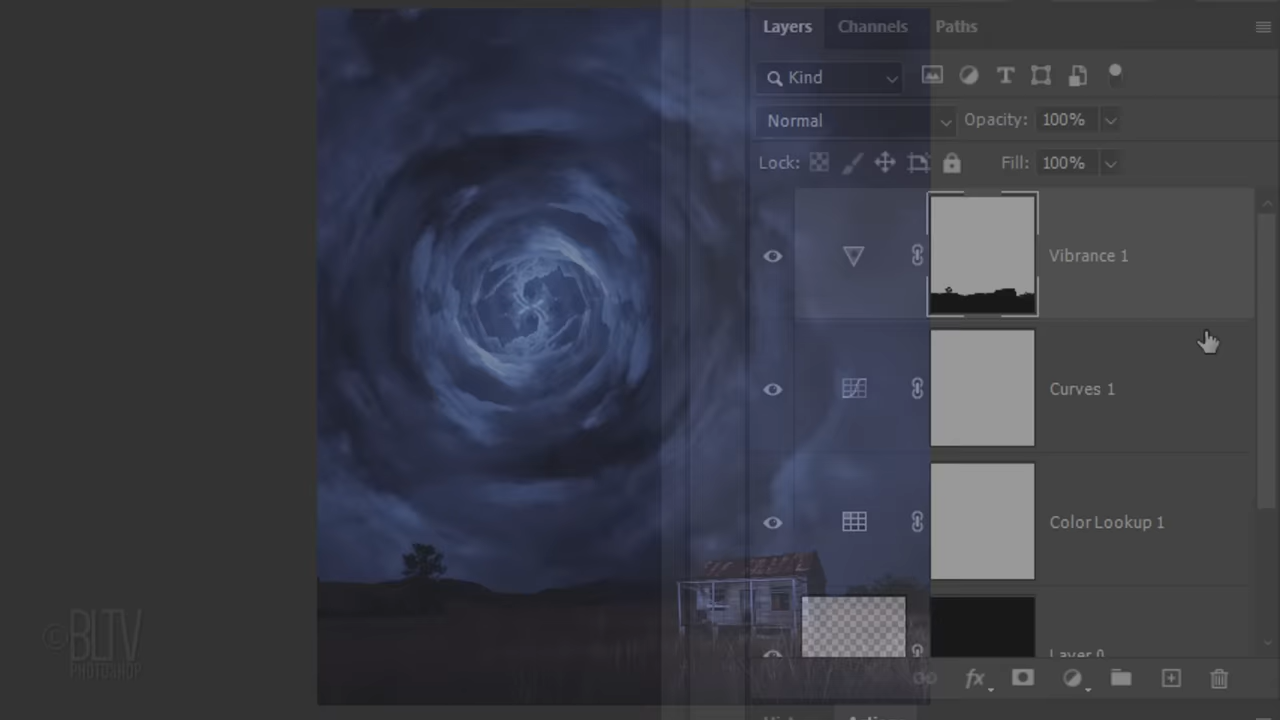 Layers Channels Paths
Kind
Normal Opacity: 100%
Lock: Fill: 100%
Vibrance 1
Curves 1
Color Lookup 1
Layer 0
fx
©BLTV
PHOTOSHOP